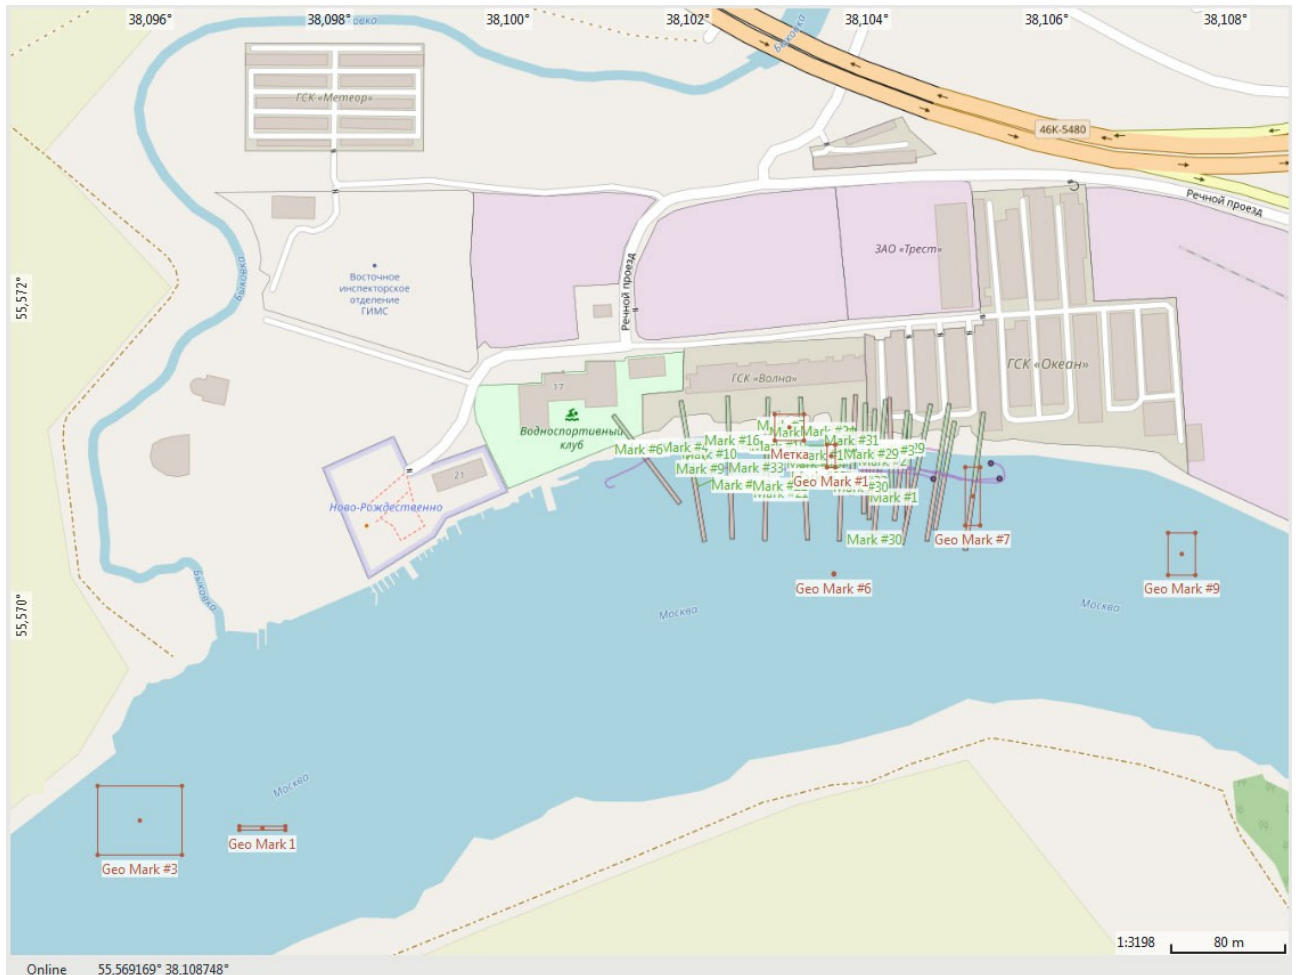 38,096°
38,098°
38,100°
38,102°
38,104°
38,106°
38,108°
Быковка
ГСК «Метеор»
46К-5480
Речной проезд
ЗАО «Трест»
Быковка
Восточное
инспекторское
отделение
ГИМС
Речной проезд
55,572°
ГСК «Волна»
ГСК «Океан»
17
Водноспортивный
клуб
Mark #16
Mark #31
Mark #6
Mark #10
Метка
Mark #29
Mark #9
Mark #33
Geo Mark #1
Mark #1
21
Ново-Рождественно
Mark #30
Geo Mark #7
Быковка
Geo Mark #6
Geo Mark #9
55,570°
Москва
Москва
Москва
Geo Mark 1
Geo Mark #3
1:3198
80 m
Online
55,569169° 38,108748°